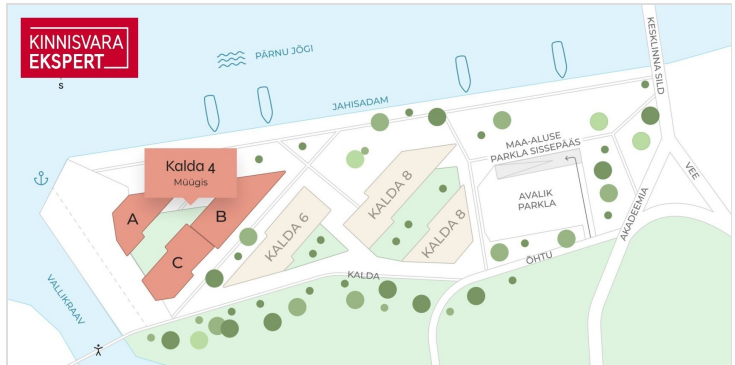 KINNISVARA
EKSPERT
S
PÄRNU JÕGI
JAHISADAM
KESKLINNA SILD
MAA-ALUSE
PARKLA SISSEPÄÄS
VEE
Kalda 4
Müügis
A
B
C
KALDA 6
KALDA 8
KALDA 8
AVALIK
PARKLA
AKADEEMIA
ÕHTU
KALDA
VALLIKRAAV